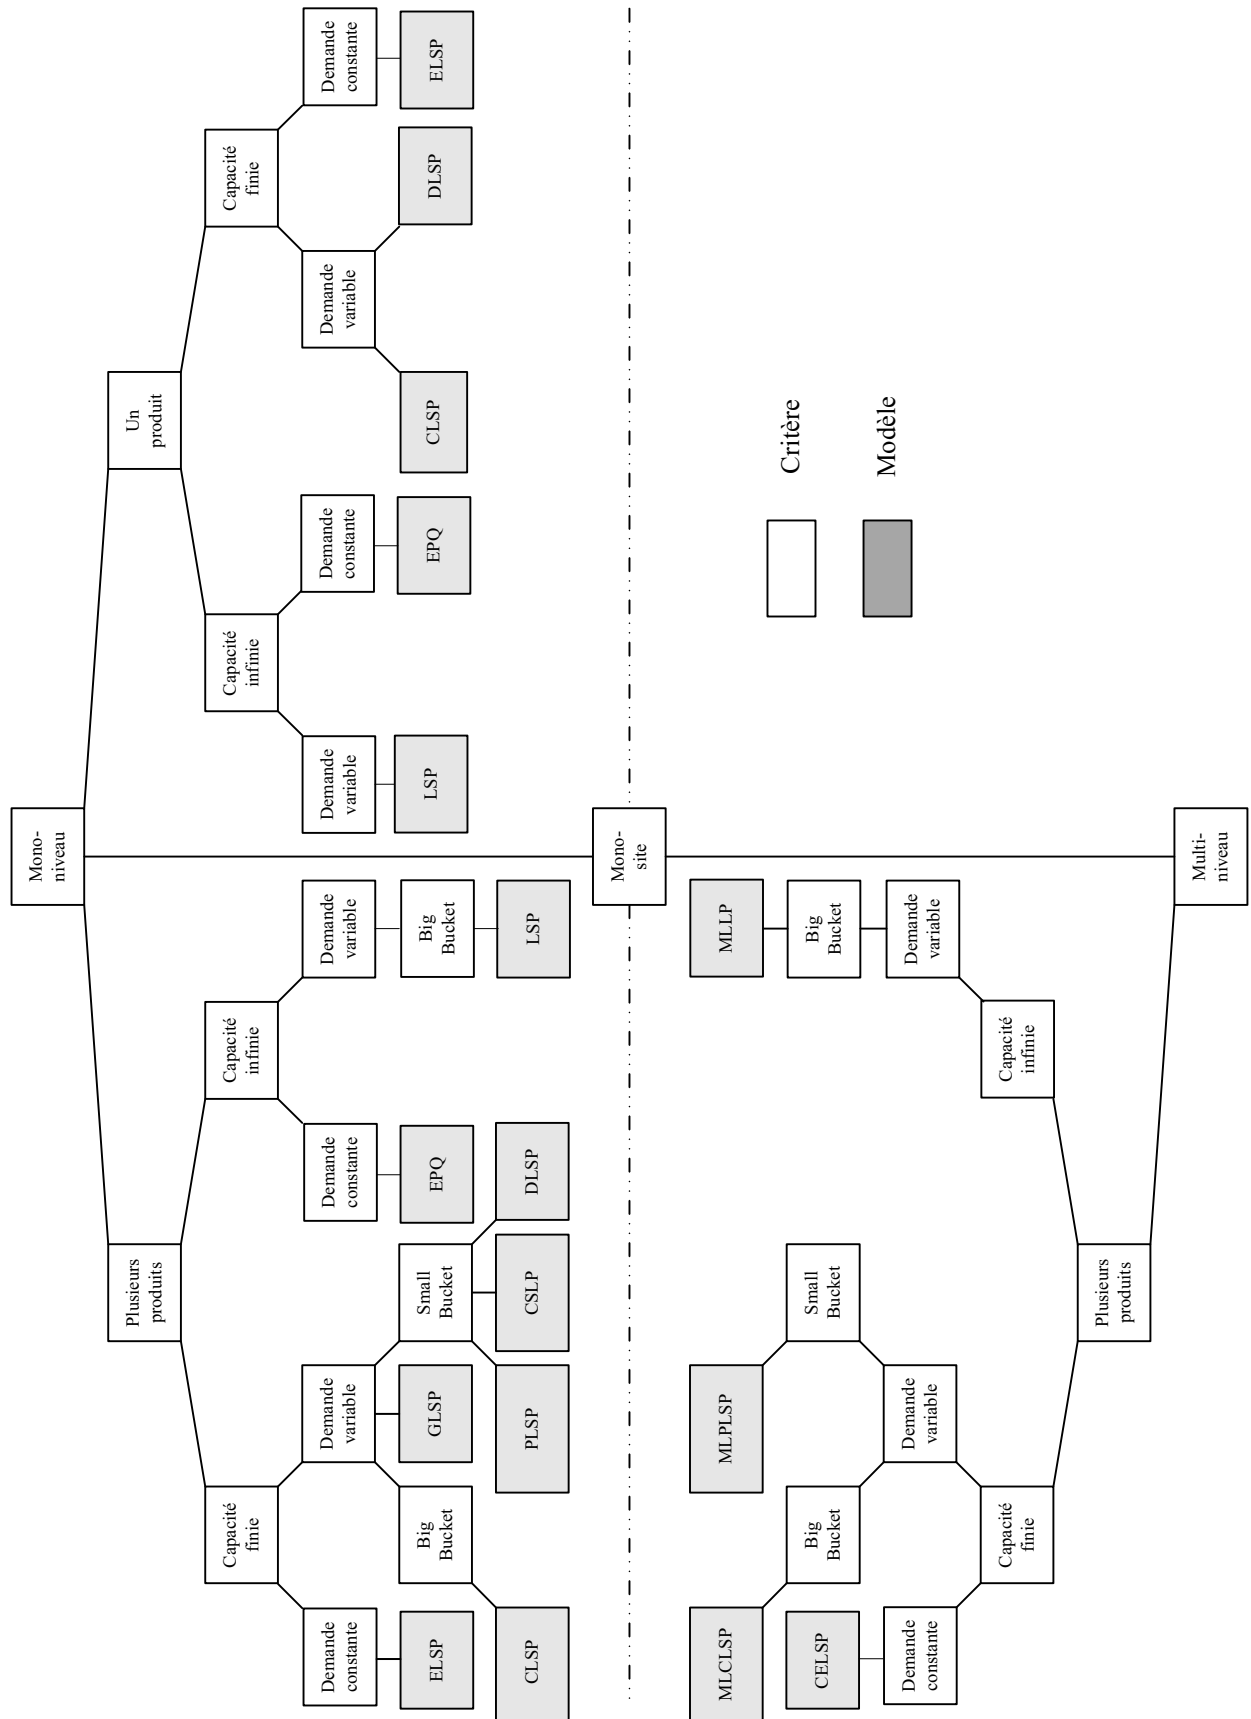 Mono-
niveau
Plusieurs
produits
Un
produit
Capacité
finie
Capacité
infinie
Capacité
infinie
Capacité
finie
Demande
constante
Demande
variable
Demande
constante
Demande
variable
Demande
variable
Demande
constante
Demande
variable
Demande
constante
ELSP
Big
Bucket
GLSP
Small
Bucket
EPQ
Big
Bucket
LSP
EPQ
CLSP
DLSP
ELSP
CLSP
PLSP
CSLP
DLSP
LSP
Mono-
site
MLCLSP
MLPLSP
MLLP
CELSP
Big
Bucket
Small
Bucket
Big
Bucket
Critère
Demande
constante
Demande
variable
Demande
variable
Modèle
Capacité
finie
Capacité
infinie
Plusieurs
produits
Multi-
niveau